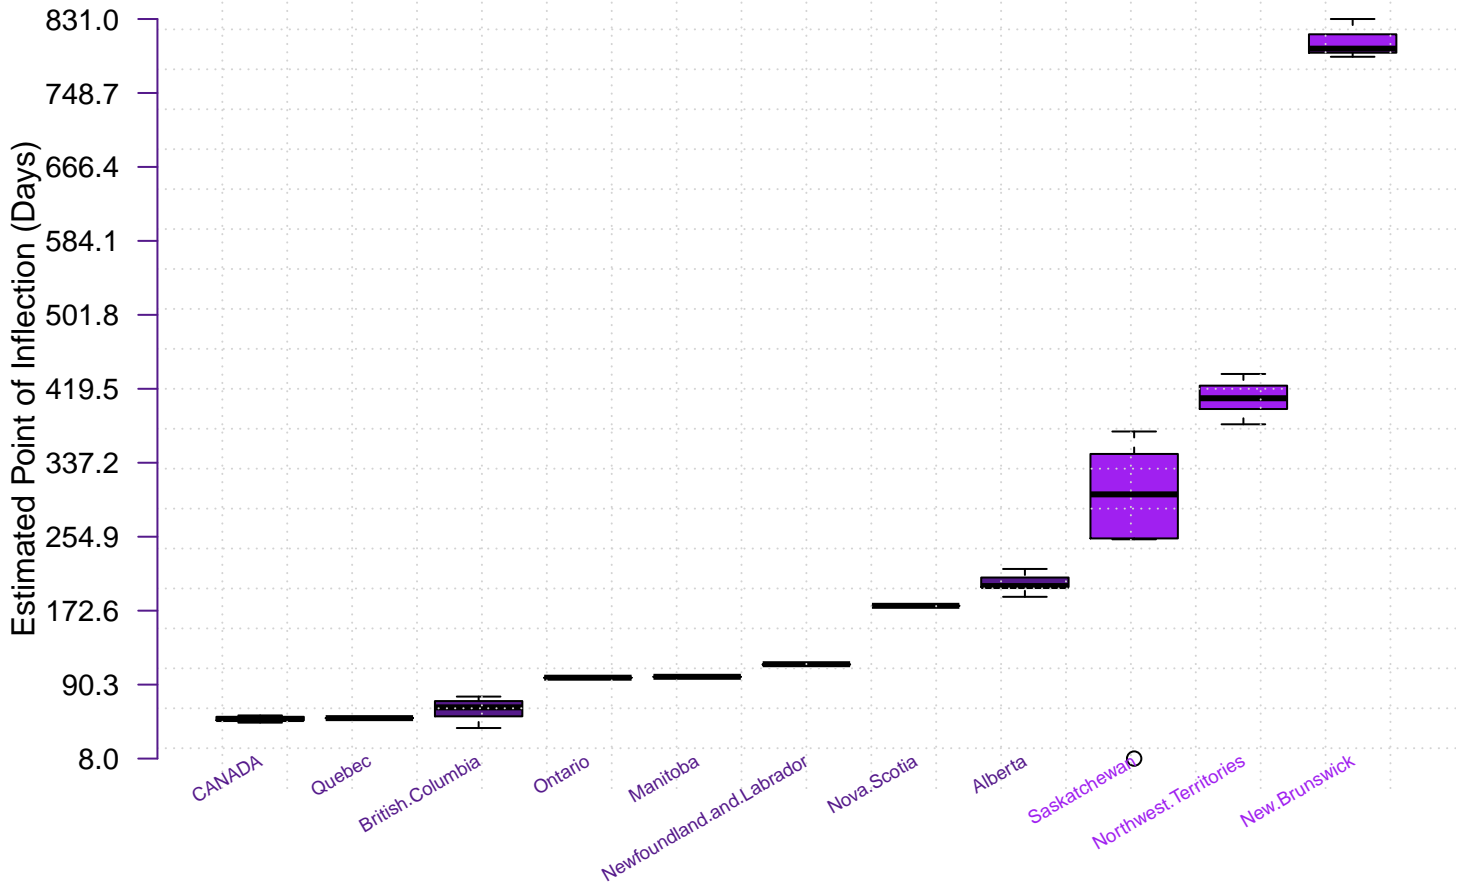 Estimated Point of Inflection (Days)
831.0
748.7
666.4
584.1
501.8
419.5
337.2
254.9
172.6
90.3
8.0
CANADA
Quebec
British.Columbia
Ontario
Manitoba
Newfoundland.and.Labrador
Nova.Scotia
Alberta
Saskatchewan
Northwest.Territories
New.Brunswick